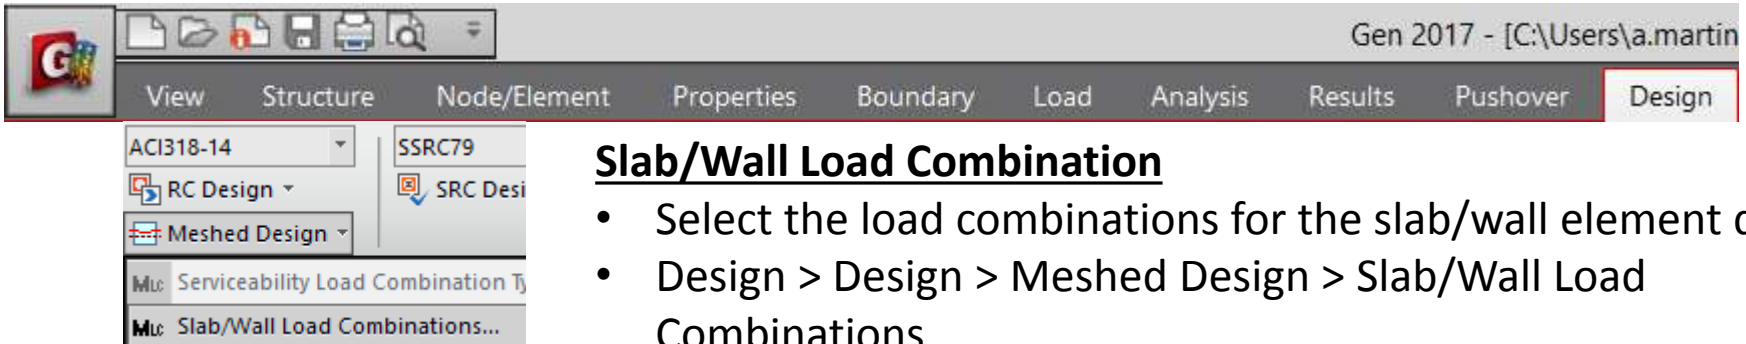 Gen 2017 - [C:\Users\a.martin
View Structure Node/Element Properties Boundary Load Analysis Results Pushover Design
ACI318-14 SSRC79
RC Design SRC Desi
Meshed Design
MLC Serviceability Load Combination Ty
MLC Slab/Wall Load Combinations...
Slab/Wall Load Combination
• Select the load combinations for the slab/wall element
• Design > Design > Meshed Design > Slab/Wall Load
Combinations